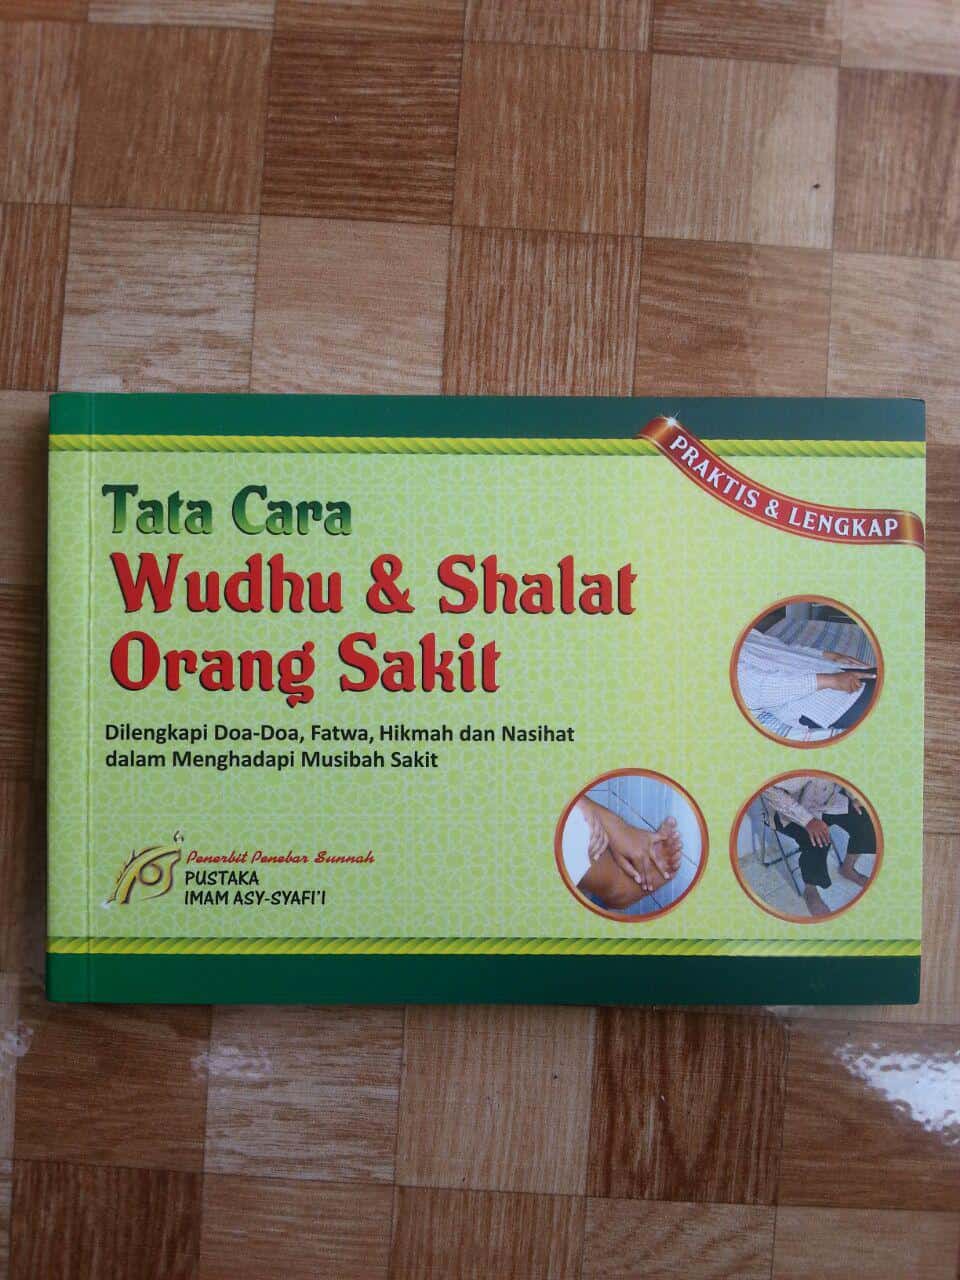 PRAKTIS & LENGKAP
Tata Cara
Wudhu & Shalat
Orang Sakit
Dilengkapi Doa-Doa, Fatwa, Hikmah dan Nasihat
dalam Menghadapi Musibah Sakit
Penerbit Penebar Sunnah
PUSTAKA
IMAM ASY-SYAFI'I